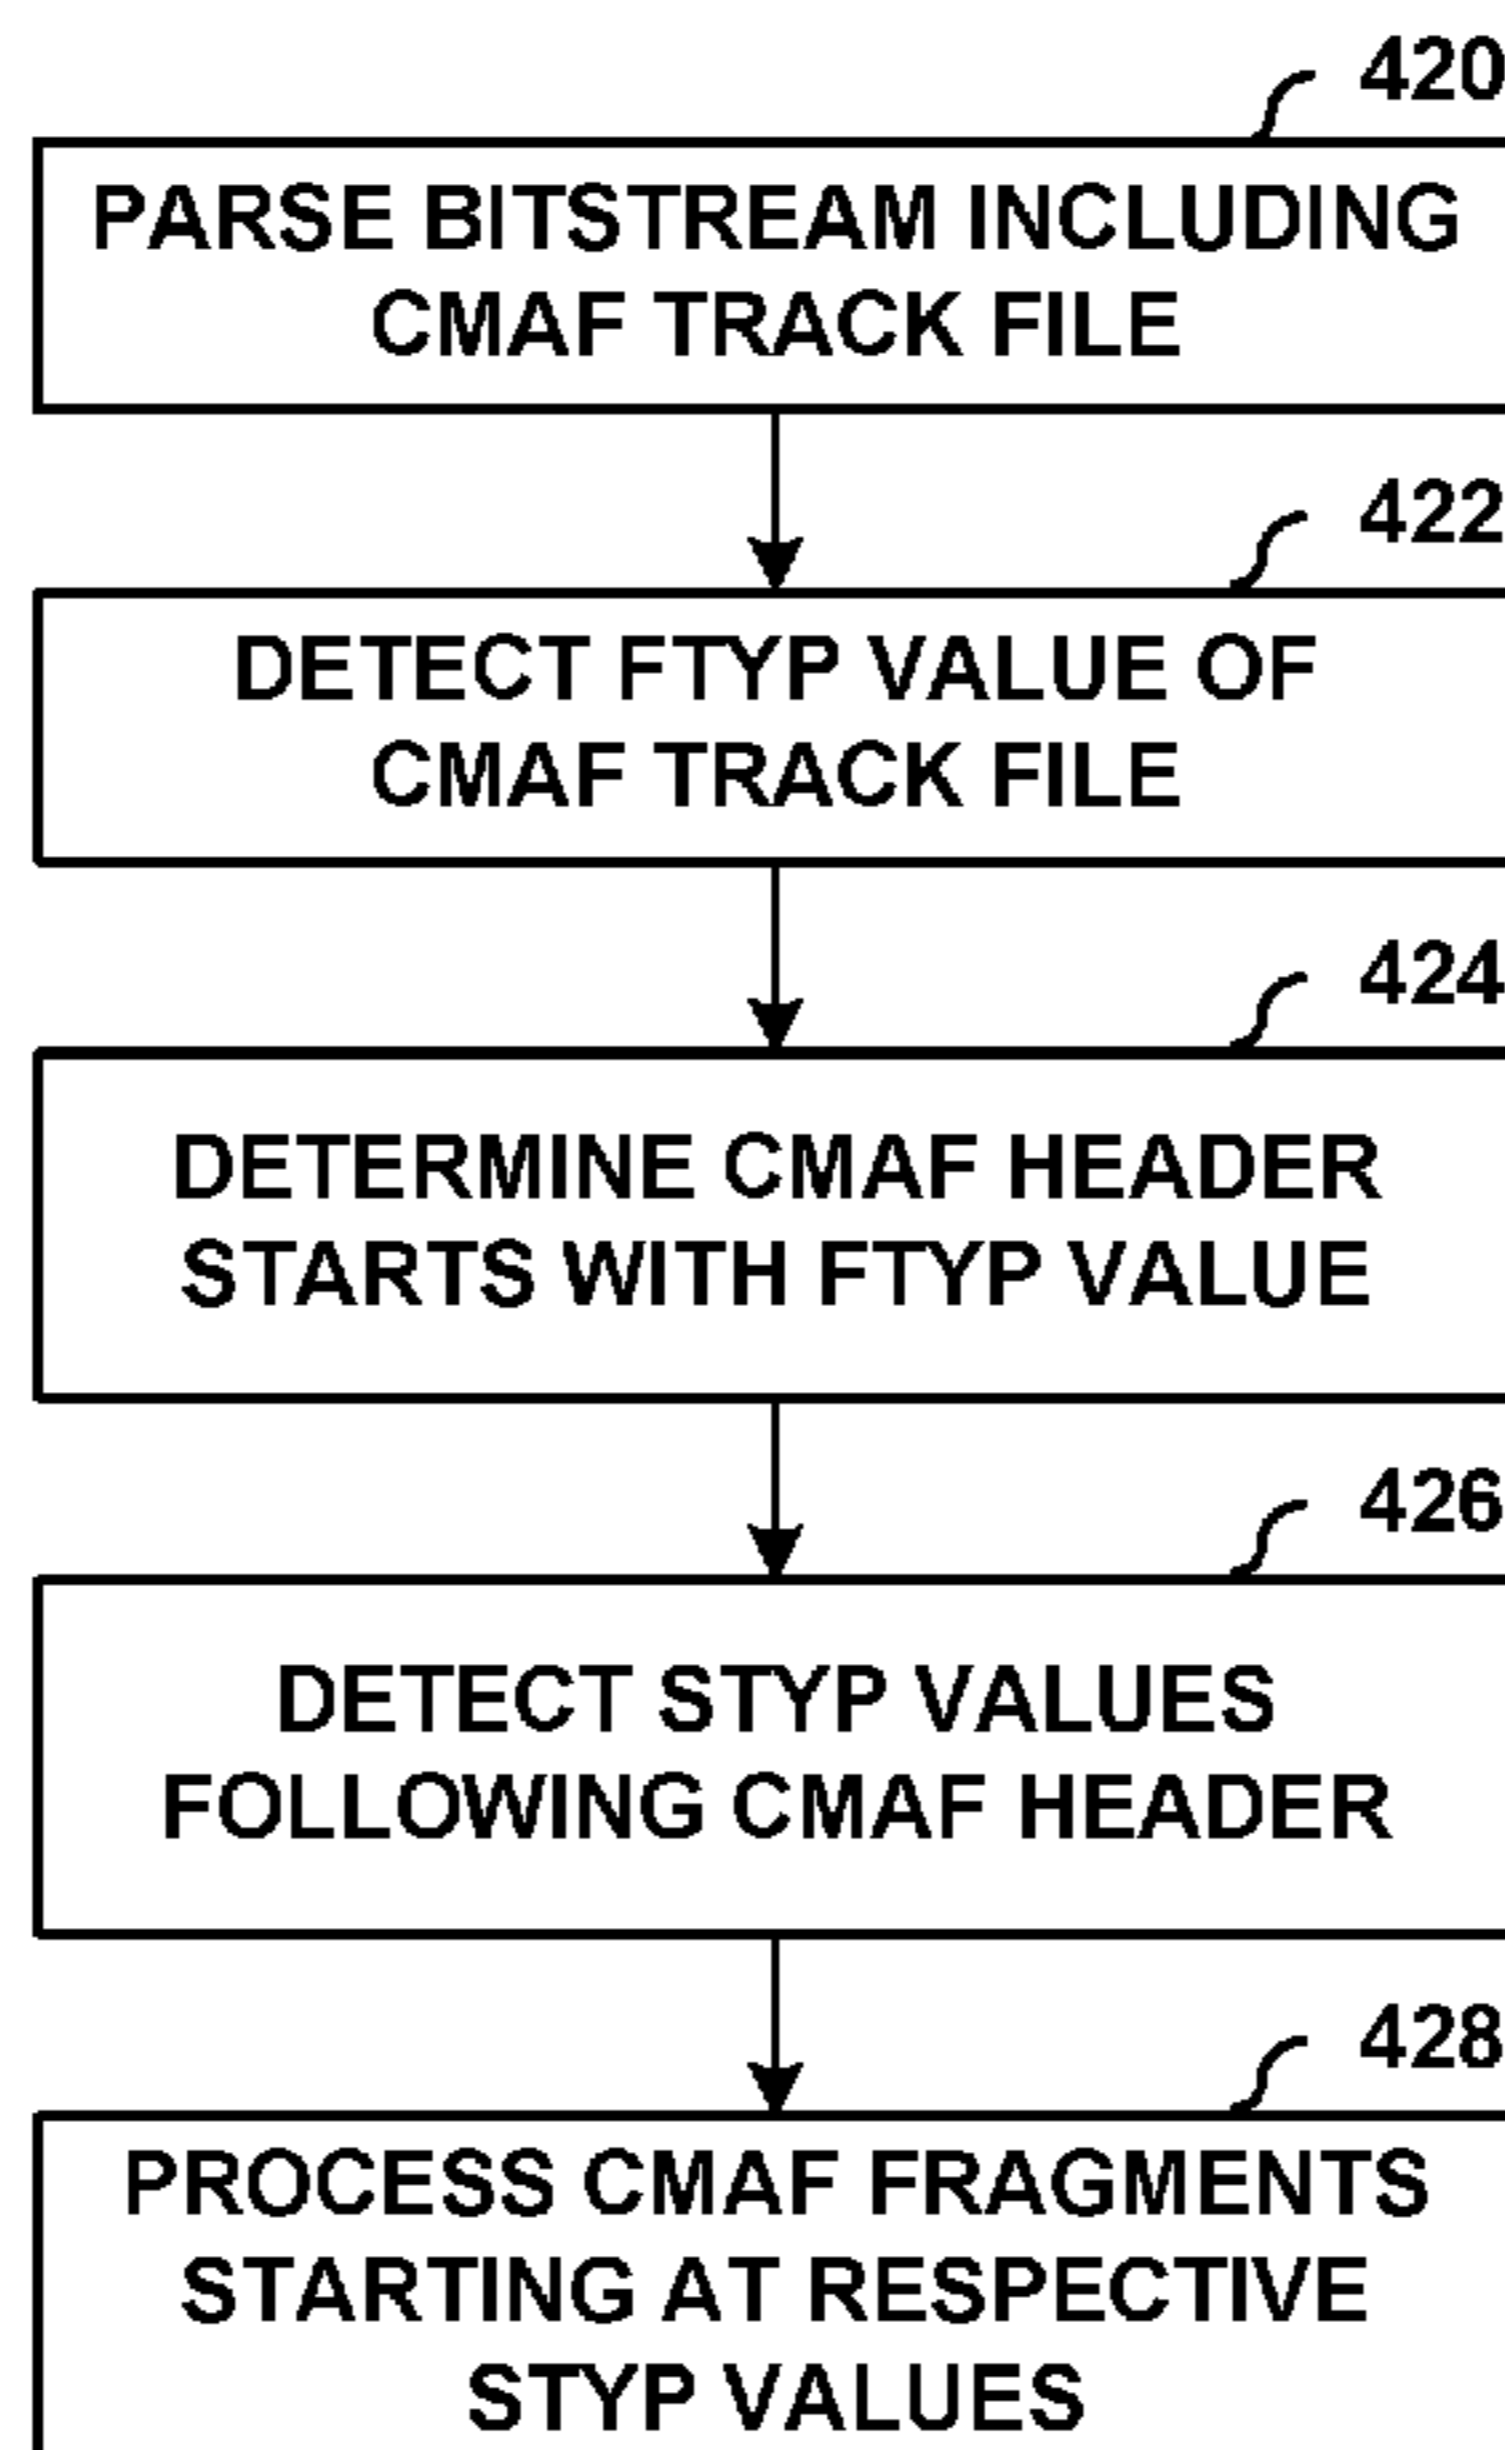 420
PARSE BITSTREAM INCLUDING
CMAF TRACK FILE
422
DETECT FTYP VALUE OF
CMAF TRACK FILE
424
DETERMINE CMAF HEADER
STARTS WITH FTYP VALUE
426
DETECT STYP VALUES
FOLLOWING CMAF HEADER
428
PROCESS CMAF FRAGMENTS
STARTING AT RESPECTIVE
STYP VALUES